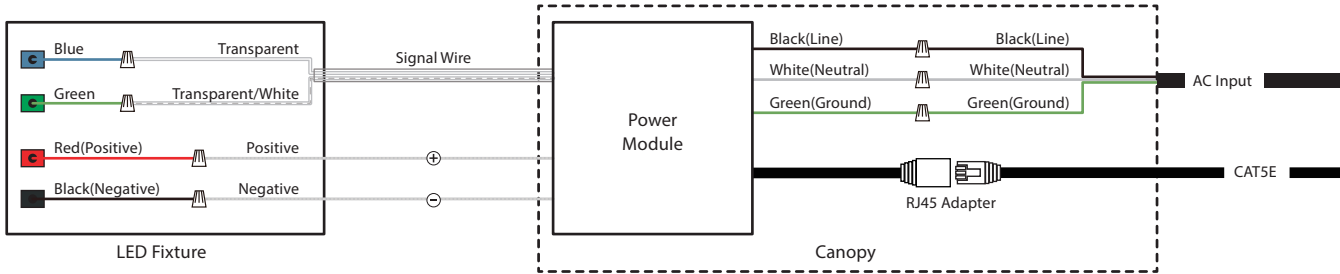 Blue
Transparent
Signal Wire
Green
Transparent/White
Red(Positive)
Positive
+
Black(Negative)
Negative
−
LED Fixture
Power
Module
Black(Line)
Black(Line)
White(Neutral)
White(Neutral)
Green(Ground)
Green(Ground)
AC Input
CAT5E
RJ45 Adapter
Canopy